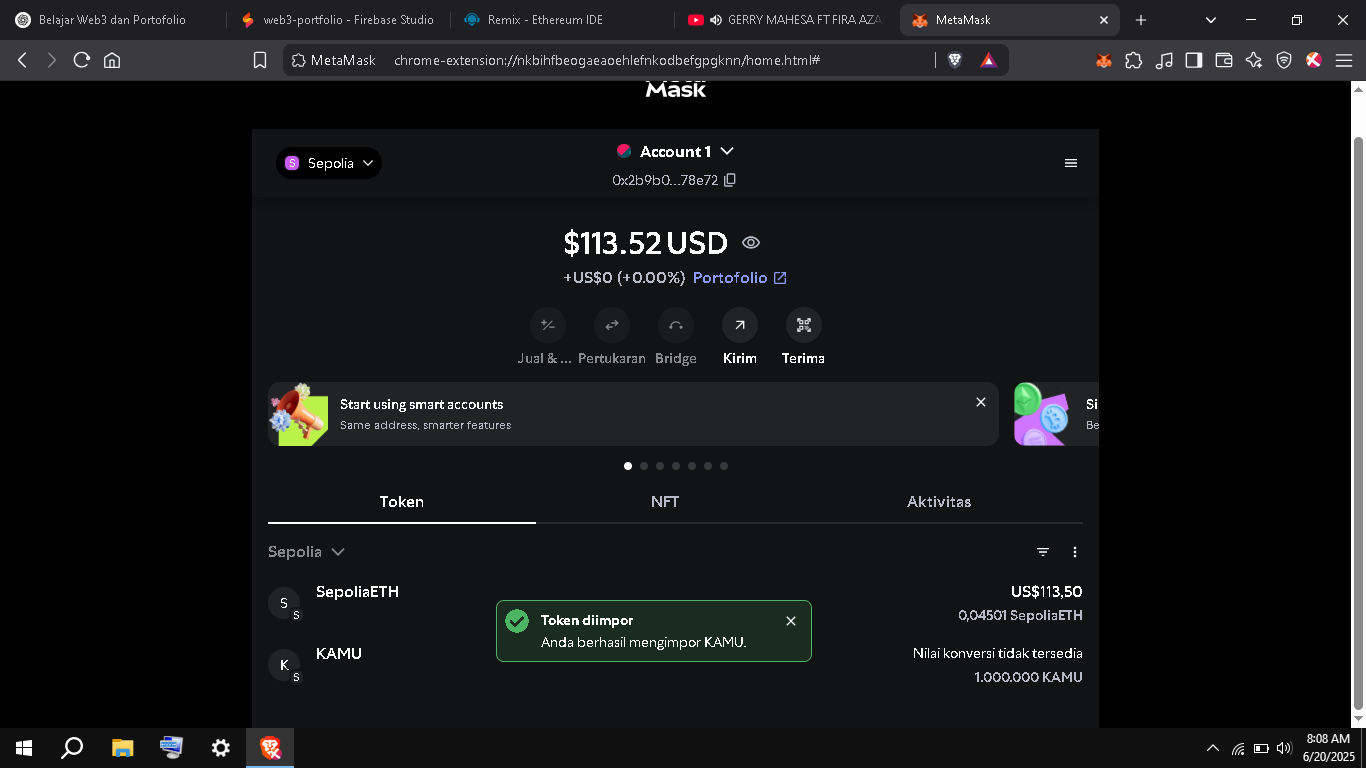 Belajar Web3 dan Portofolio
web3-portfolio - Firebase Studio
Remix - Ethereum IDE
GERRY MAHESA FT FIRA AZA
MetaMask
MetaMask
chrome-extension://nkbihfbeogaeaoehlefnkodbefgpgknn/home.html#
Mask
S
Sepolia
Account 1
0x2b9b0...78e72
$113.52 USD
+US$0 (+0.00%)
Portofolio
Jual & ...
Pertukaran
Bridge
Kirim
Terima
Start using smart accounts
Same address, smarter features
Si
Be
Token
NFT
Aktivitas
Sepolia
S
S
SepoliaETH
US$113,50
0,04501 SepoliaETH
Token diimpor
Anda berhasil mengimpor KAMU.
K
S
KAMU
Nilai konversi tidak tersedia
1.000.000 KAMU
8:08 AM
6/20/2025